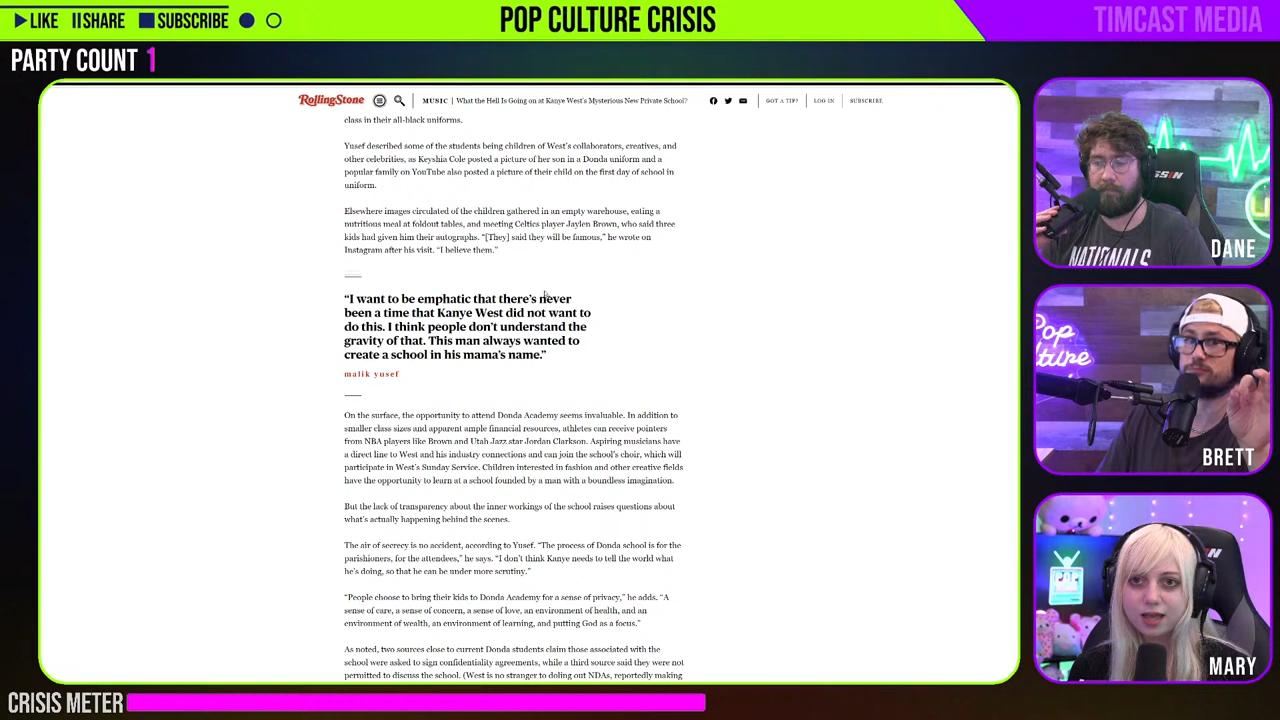 LIKE SHARE SUBSCRIBE
POP CULTURE CRISIS
TIMCAST MEDIA
PARTY COUNT 1
RollingStone MUSIC | What the Hell Is Going on at Kanye West's Mysterious New Private School? GOT A TIP? LOG IN SUBSCRIBE
class in their all-black uniforms.
Yusef described some of the students being children of West's collaborators, creatives, and
other celebrities, as Keyshia Cole posted a picture of her son in a Donda uniform and a
popular family on YouTube also posted a picture of their child on the first day of school in
uniform.
Elsewhere images circulated of the children gathered in an empty warehouse, eating a
nutritious meal at foldout tables, and meeting Celtics player Jaylen Brown, who said three
kids had given him their autographs. “[They] said they will be famous,” he wrote on
Instagram after his visit. “I believe them.”
“I want to be emphatic that there’s never
been a time that Kanye West did not want to
do this. I think people don’t understand the
gravity of that. This man always wanted to
create a school in his mama’s name.”
malik yusef
On the surface, the opportunity to attend Donda Academy seems invaluable. In addition to
smaller class sizes and apparent ample financial resources, athletes can receive pointers
from NBA players like Brown and Utah Jazz star Jordan Clarkson. Aspiring musicians have
a direct line to West and his industry connections and can join the school’s choir, which will
participate in West’s Sunday Service. Children interested in fashion and other creative fields
have the opportunity to learn at a school founded by a man with a boundless imagination.
But the lack of transparency about the inner workings of the school raises questions about
what’s actually happening behind the scenes.
The air of secrecy is no accident, according to Yusef. “The process of Donda school is for the
parishioners, for the attendees,” he says. “I don’t think Kanye needs to tell the world what
he’s doing, so that he can be under more scrutiny.”
“People choose to bring their kids to Donda Academy for a sense of privacy,” he adds. “A
sense of care, a sense of concern, a sense of love, an environment of health, and an
environment of wealth, an environment of learning, and putting God as a focus.”
As noted, two sources close to current Donda students claim those associated with the
school were asked to sign confidentiality agreements, while a third source said they were not
permitted to discuss the school. (West is no stranger to doling out NDAs, reportedly making
NATIONALS
DANE
Pop
BRETT
MARY
CRISIS METER